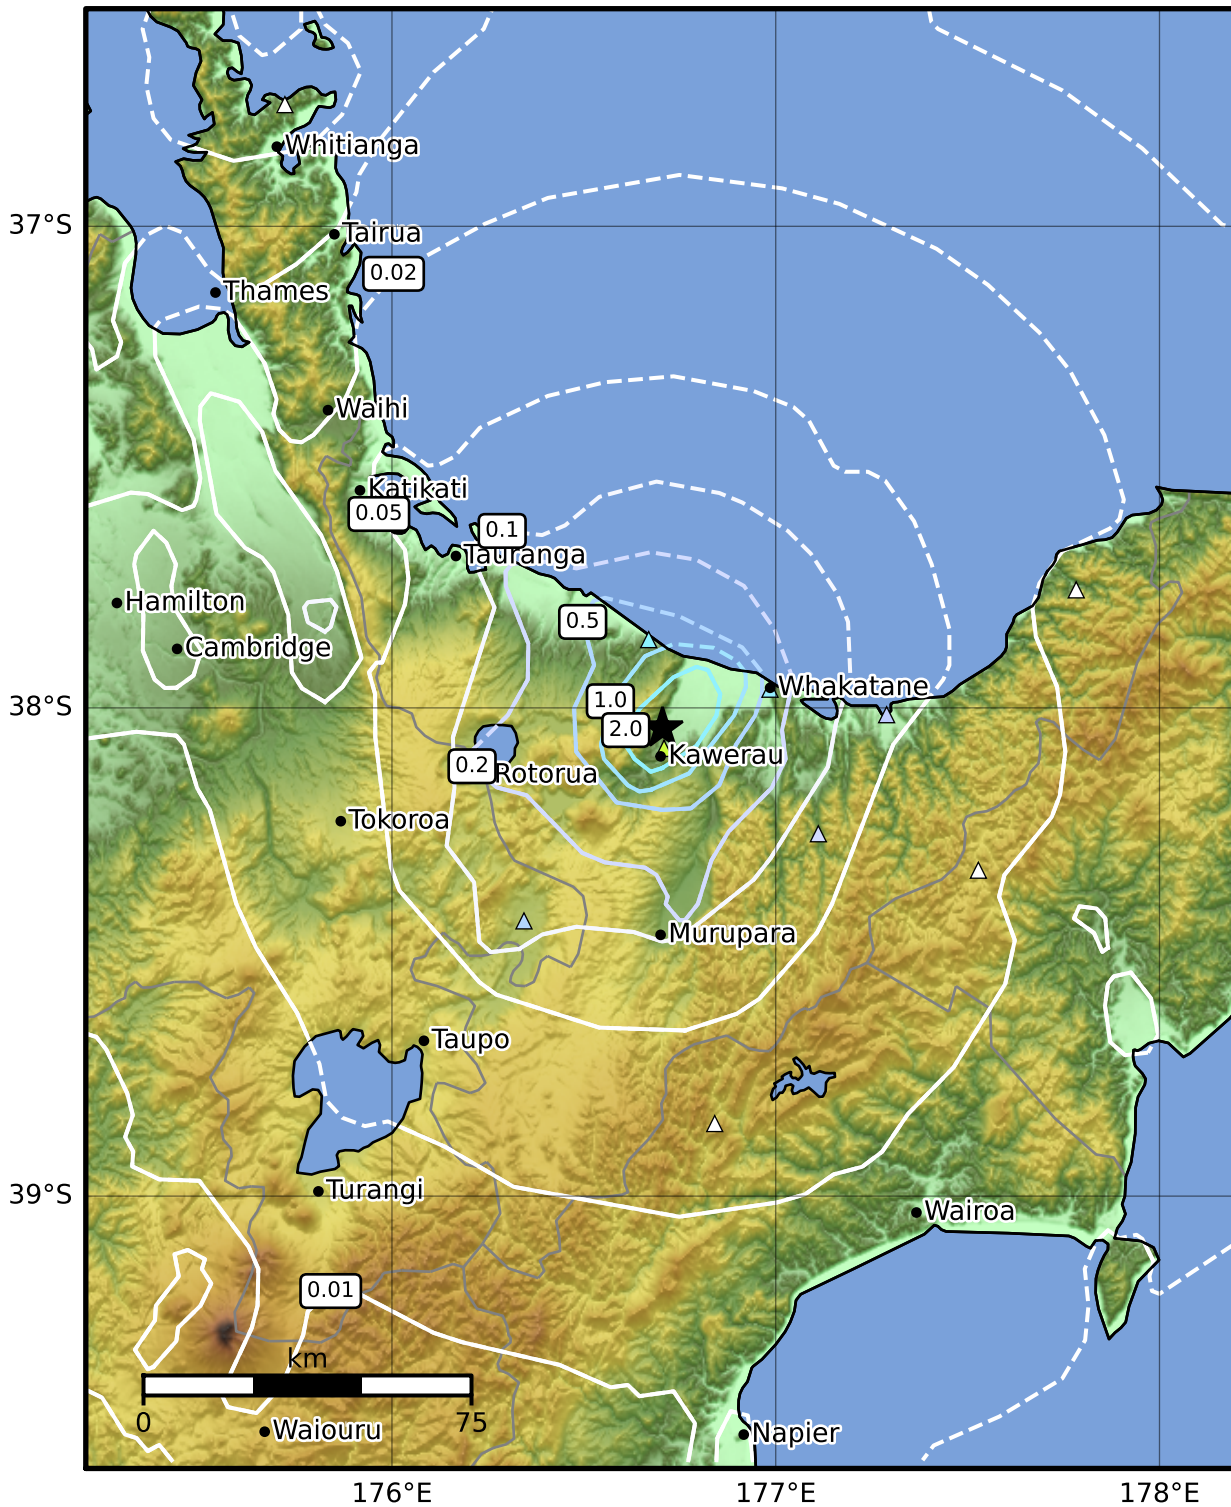 Whitianga
37°S
Tairua
0.02
Thames
Waihi
Katikati
0.05
0.1
Tauranga
Hamilton
0.5
Cambridge
Whakatane
38°S
1.0
2.0
Kawerau
0.2
Rotorua
Tokoroa
Murupara
Taupo
39°S
Turangi
Wairoa
0.01
km
0
75
Waiouru
Napier
176°E
177°E
178°E